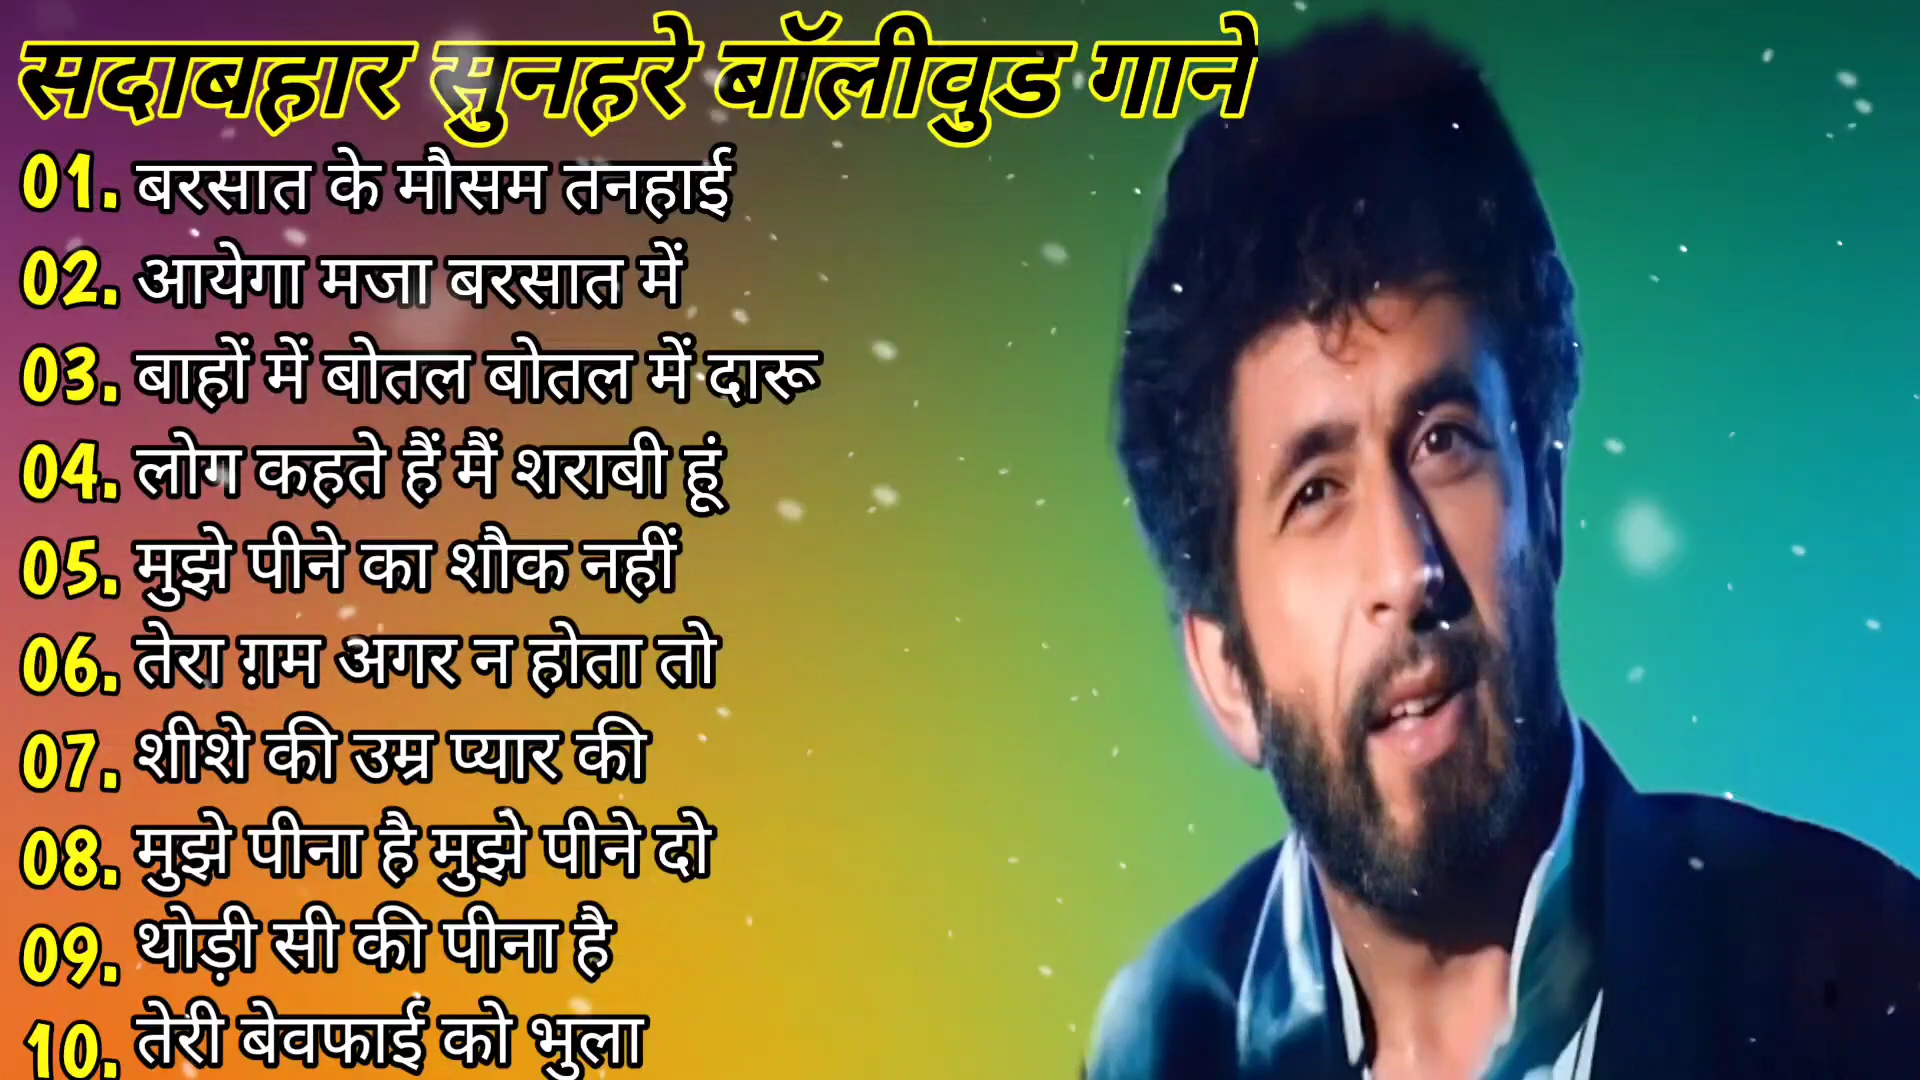 सदाबहार सुनहरे बॉलीवुड गाने
01. बरसात के मौसम तनहाई
02. आयेगा मजा बरसात में
03. बाहों में बोतल बोतल में दारू
04. लोग कहते हैं मैं शराबी हूं
05. मुझे पीने का शौक नहीं
06. तेरा ग़म अगर न होता तो
07. शीशे की उम्र प्यार की
08. मुझे पीना है मुझे पीने दो
09. थोड़ी सी की पीना है
10. तेरी बेवफाई को भुला